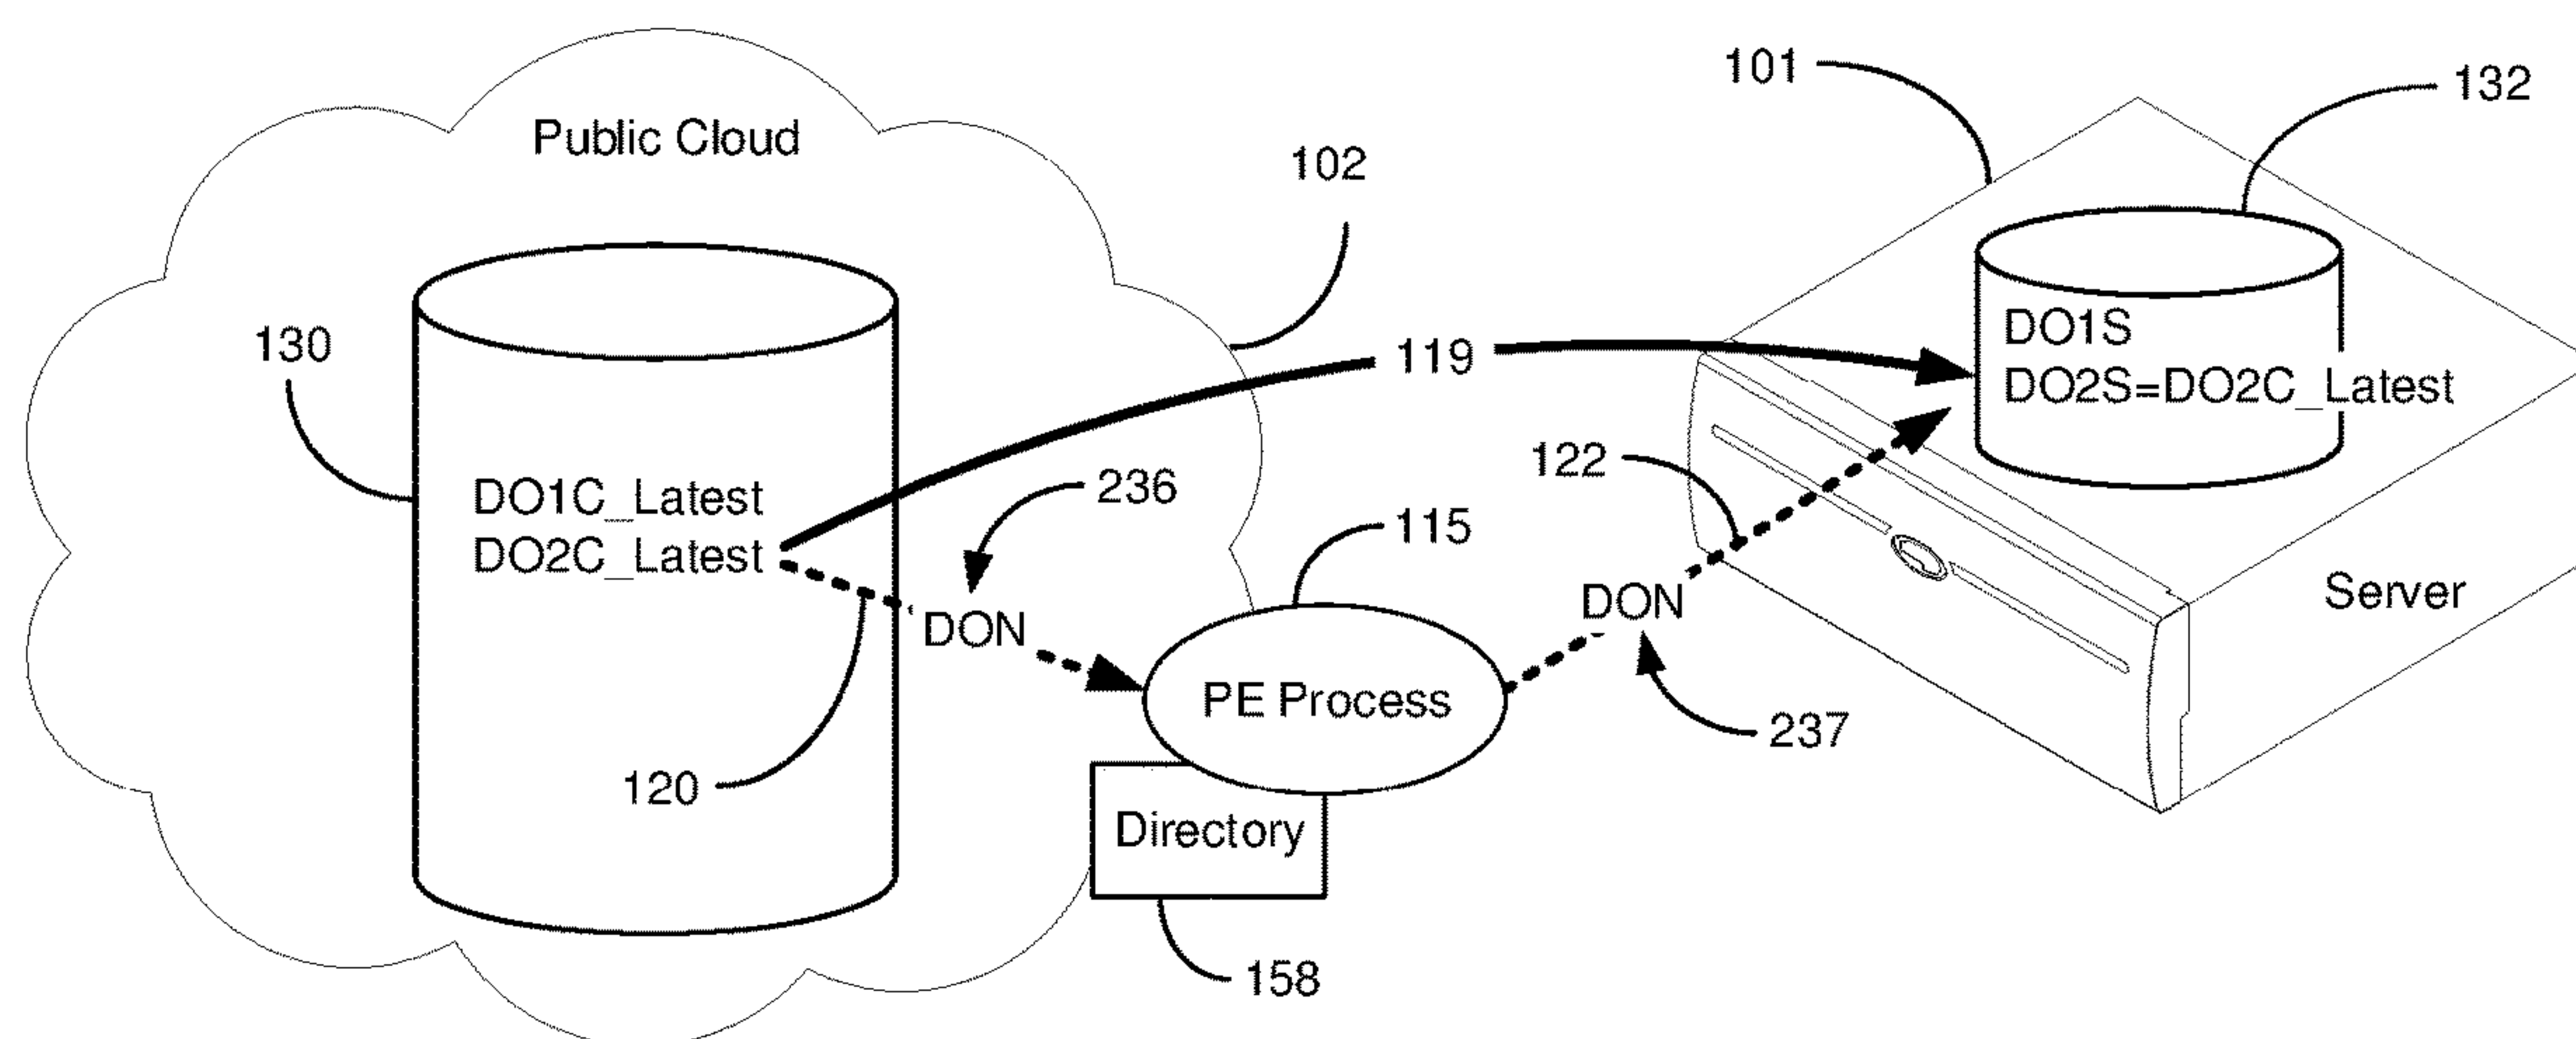 Public Cloud
101
132
102
130
DO1S
DO2S=DO2C_Latest
119
DO1C_Latest
DO2C_Latest
236
122
115
DON
DON
Server
PE Process
237
120
Directory
158